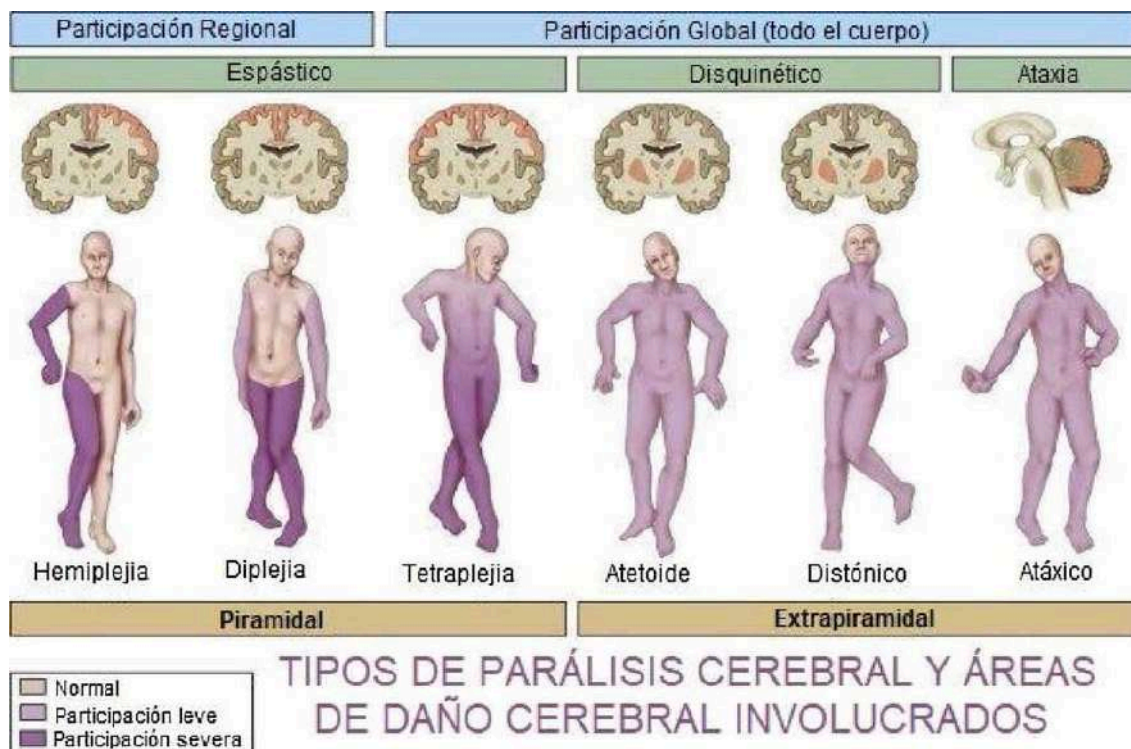 Participación Regional
Participación Global (todo el cuerpo)
Espástico
Disquinético
Ataxia
Hemiplejia
Diplejia
Tetraplejia
Atetoide
Distónico
Atáxico
Piramidal
Extrapiramidal
Normal
Participación leve
Participación severa
TIPOS DE PARÁLISIS CEREBRAL Y ÁREAS
DE DAÑO CEREBRAL INVOLUCRADOS